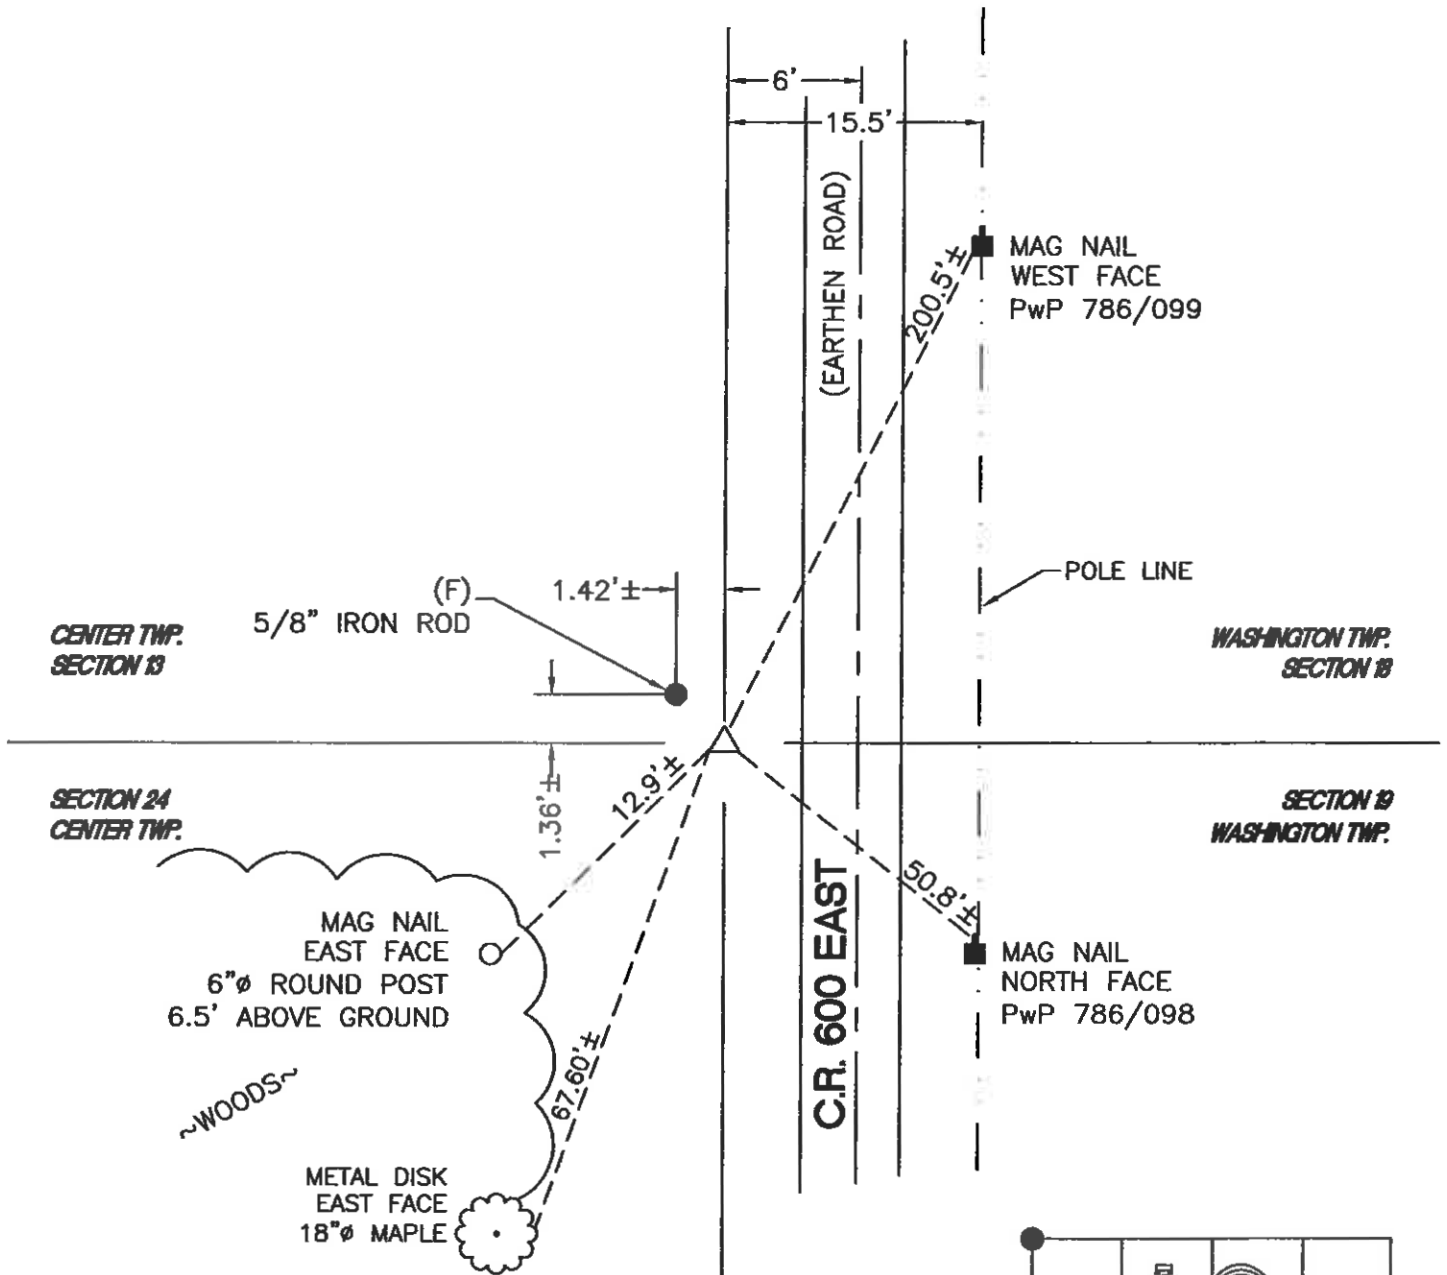 6'
15.5'
(EARTHEN ROAD)
200.5'±
MAG NAIL
WEST FACE
PwP 786/099
POLE LINE
(F)
5/8" IRON ROD
1.42'±
CENTER TWP.
SECTION 13
WASHINGTON TWP.
SECTION 18
1.36'±
12.9'±
SECTION 24
CENTER TWP.
SECTION 19
WASHINGTON TWP.
50.8'±
MAG NAIL
EAST FACE
6"ø ROUND POST
6.5' ABOVE GROUND
MAG NAIL
NORTH FACE
PwP 786/098
C.R. 600 EAST
67.60'±
~WOODS~
METAL DISK
EAST FACE
18"ø MAPLE